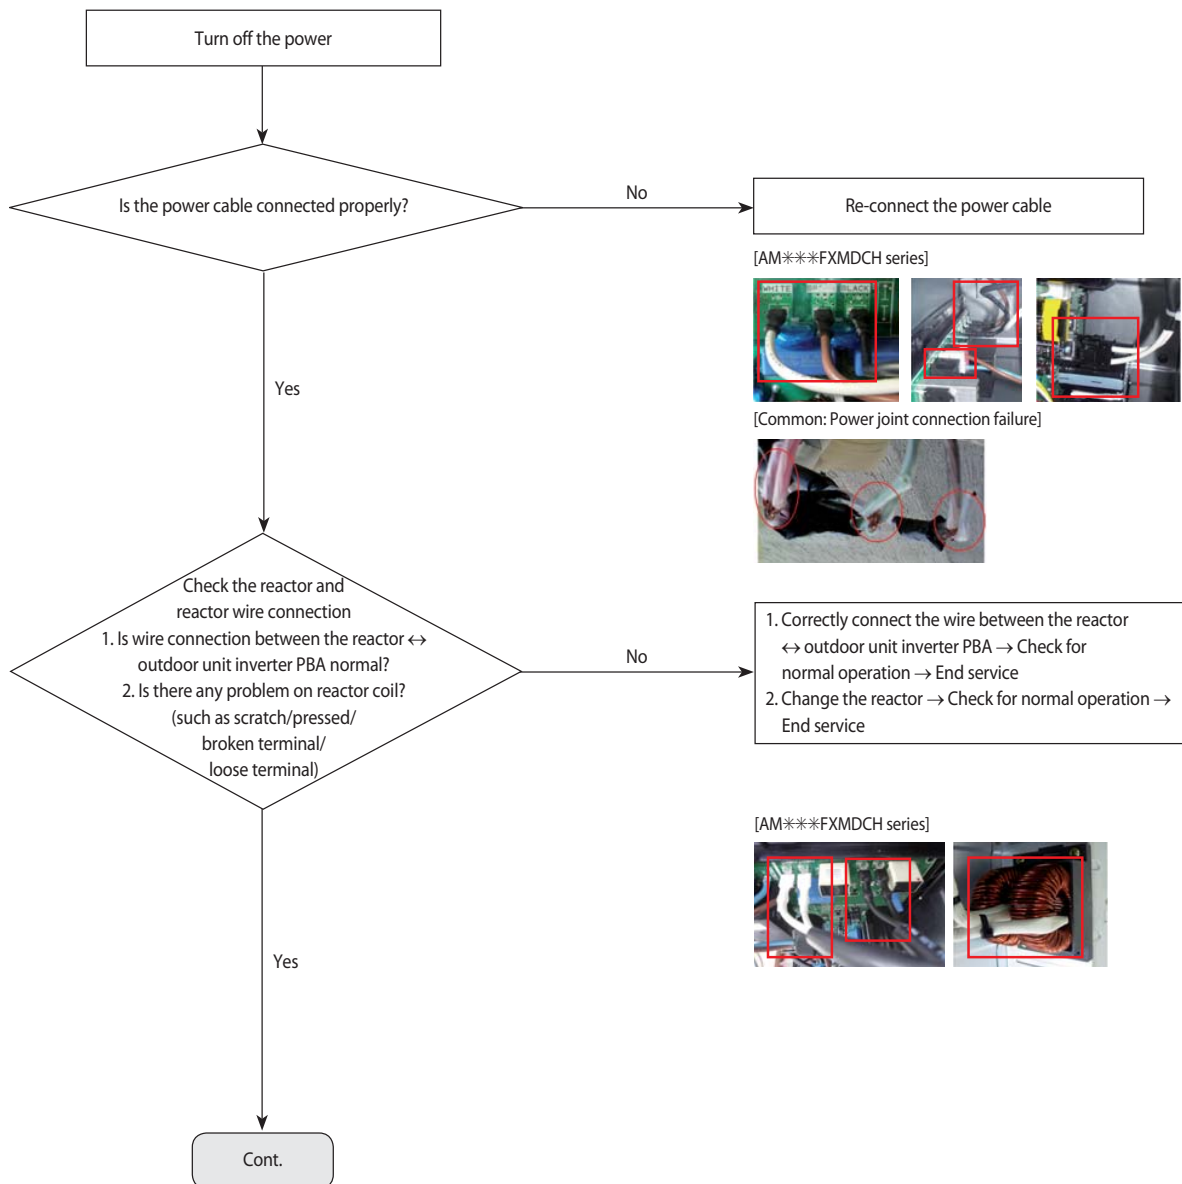 Turn off the power
Is the power cable connected properly?
No
Re-connect the power cable
[AM✳✳✳FXMDCH series]
WHITE
BLACK
[Common: Power joint connection failure]
Yes
Check the reactor and
reactor wire connection
1. Is wire connection between the reactor ↔
outdoor unit inverter PBA normal?
2. Is there any problem on reactor coil?
(such as scratch/pressed/
broken terminal/
loose terminal)
No
1. Correctly connect the wire between the reactor
↔ outdoor unit inverter PBA → Check for
normal operation → End service
2. Change the reactor → Check for normal operation →
End service
[AM✳✳✳FXMDCH series]
Yes
Cont.